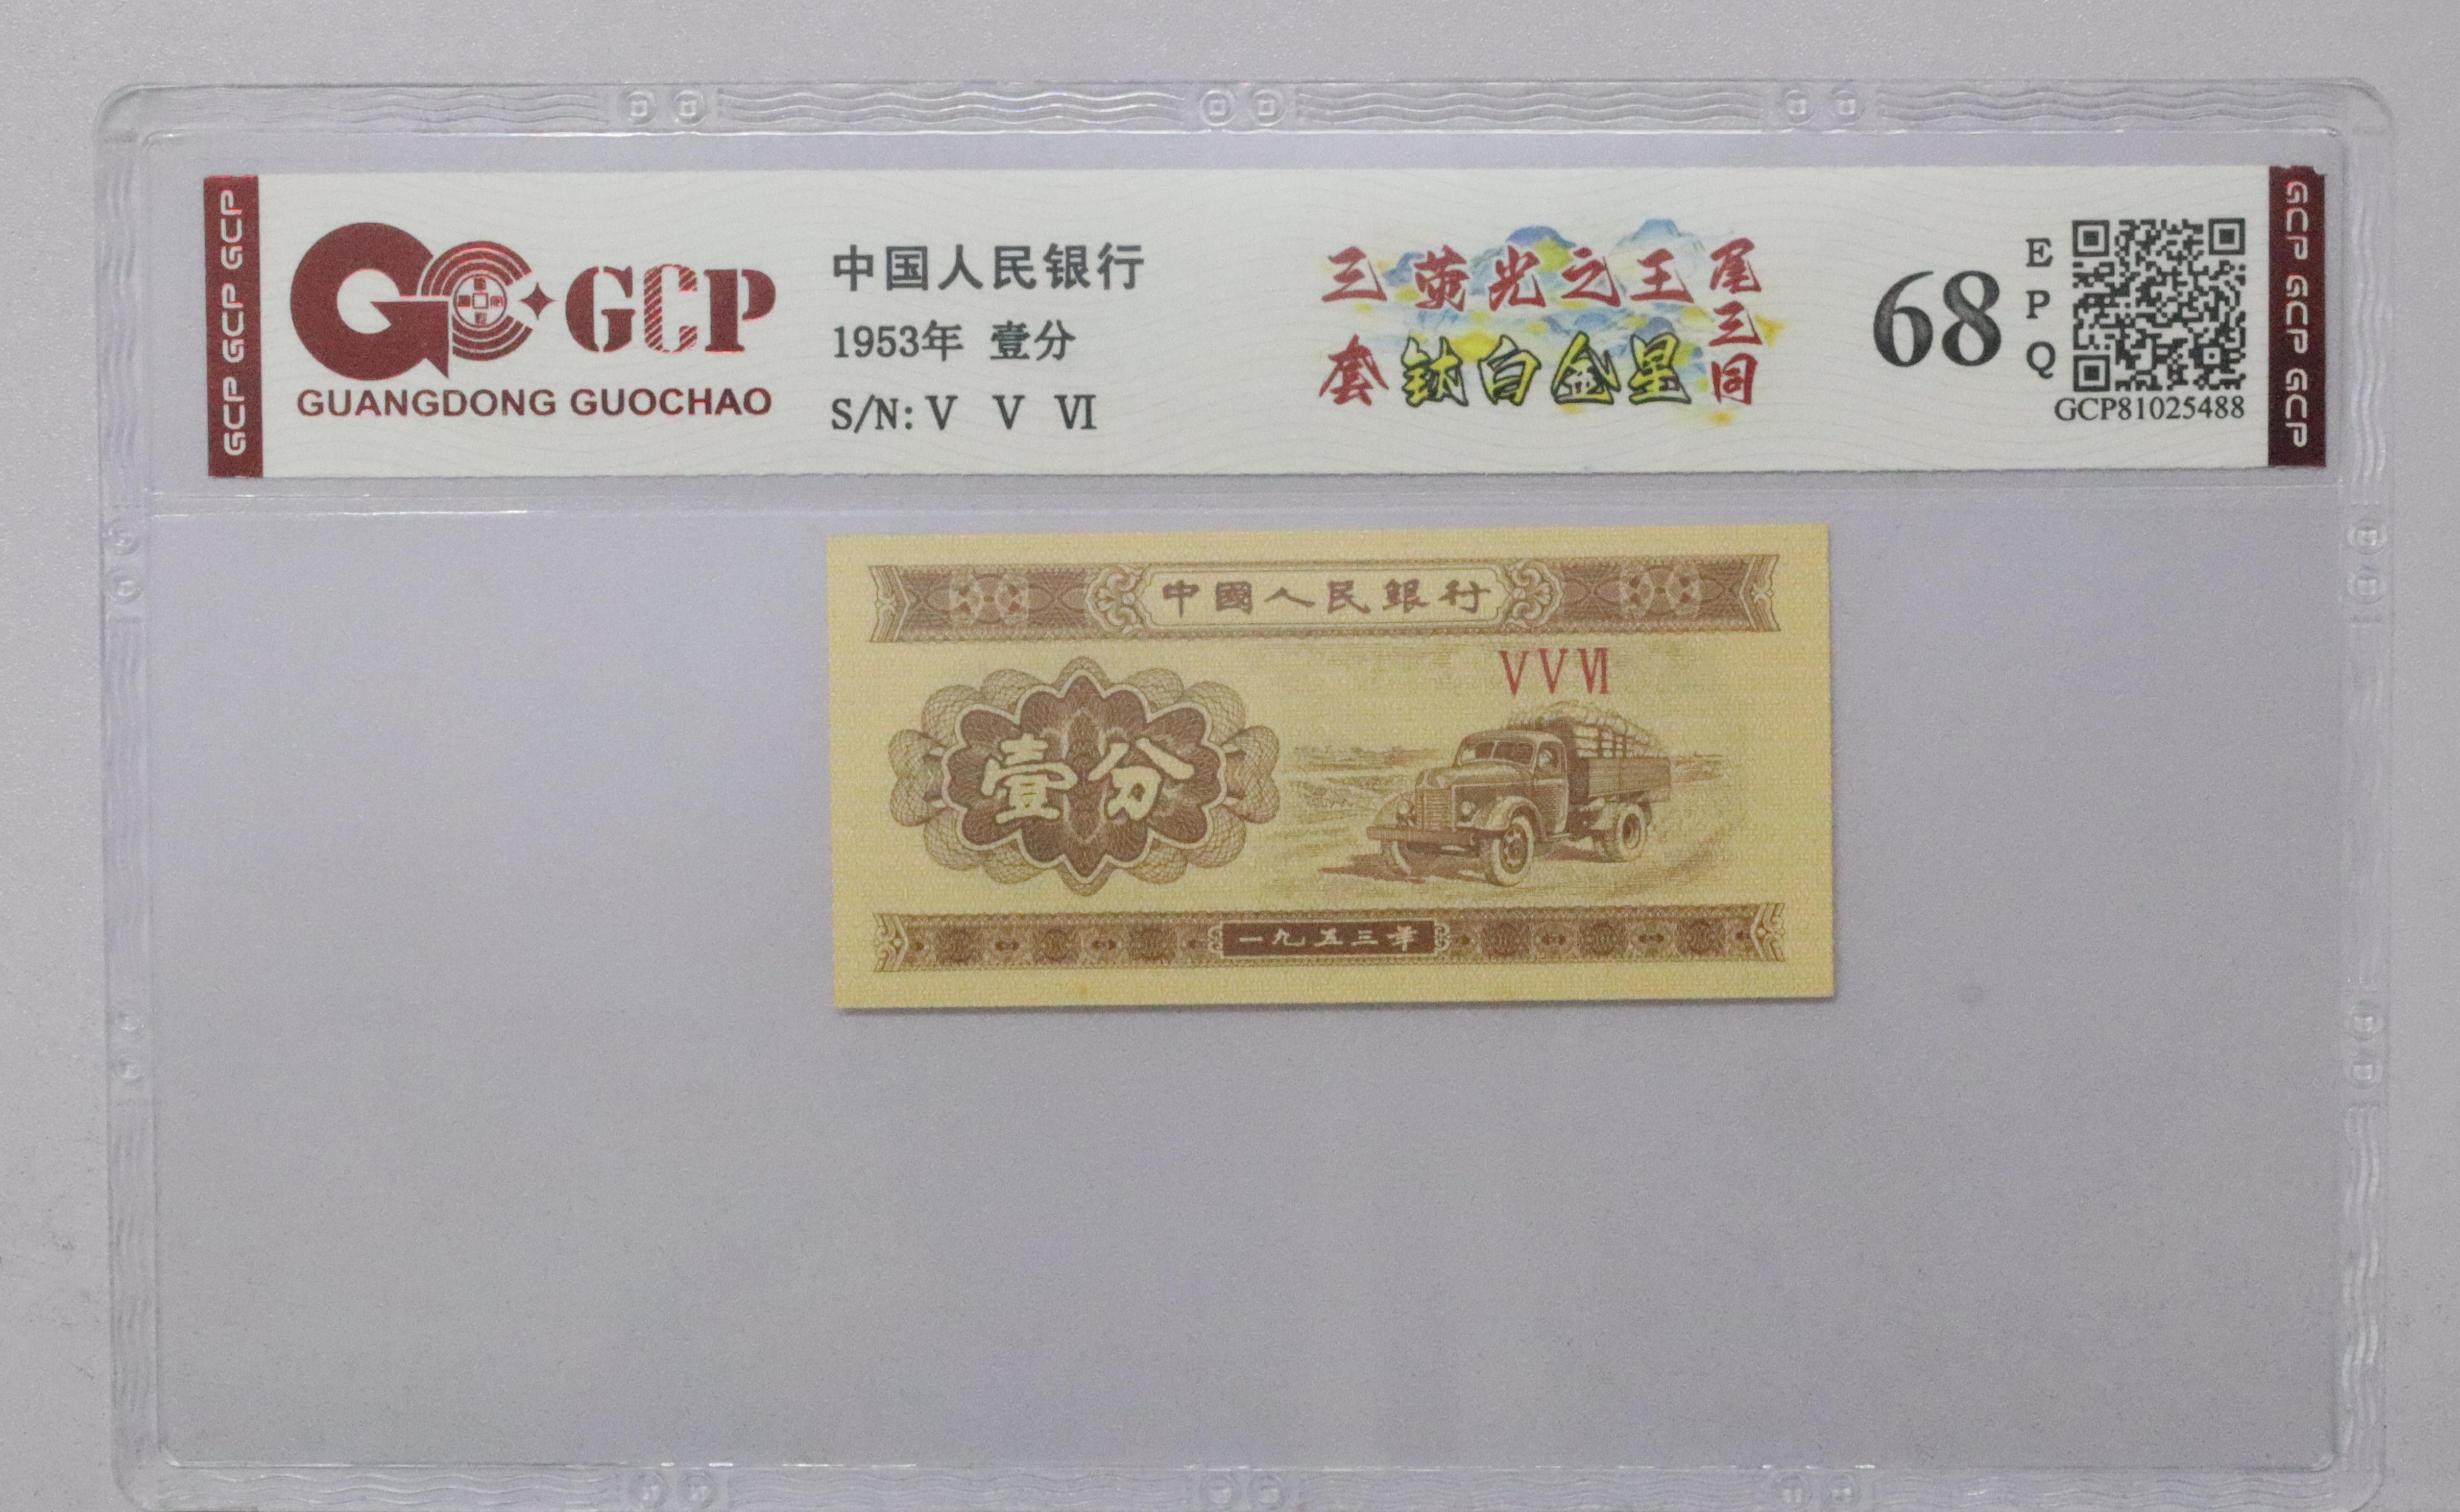 GCP GCP GCP
GCP
GUANGDONG GUOCHAO
中国人民银行
1953年 壹分
S/N: V V VI
三 萤光之王
套 钛白金星
尾三同
68
E
P
Q
GCP81025488
GCP GCP GCP
中國人民銀行
V V VI
壹分
一九五三年